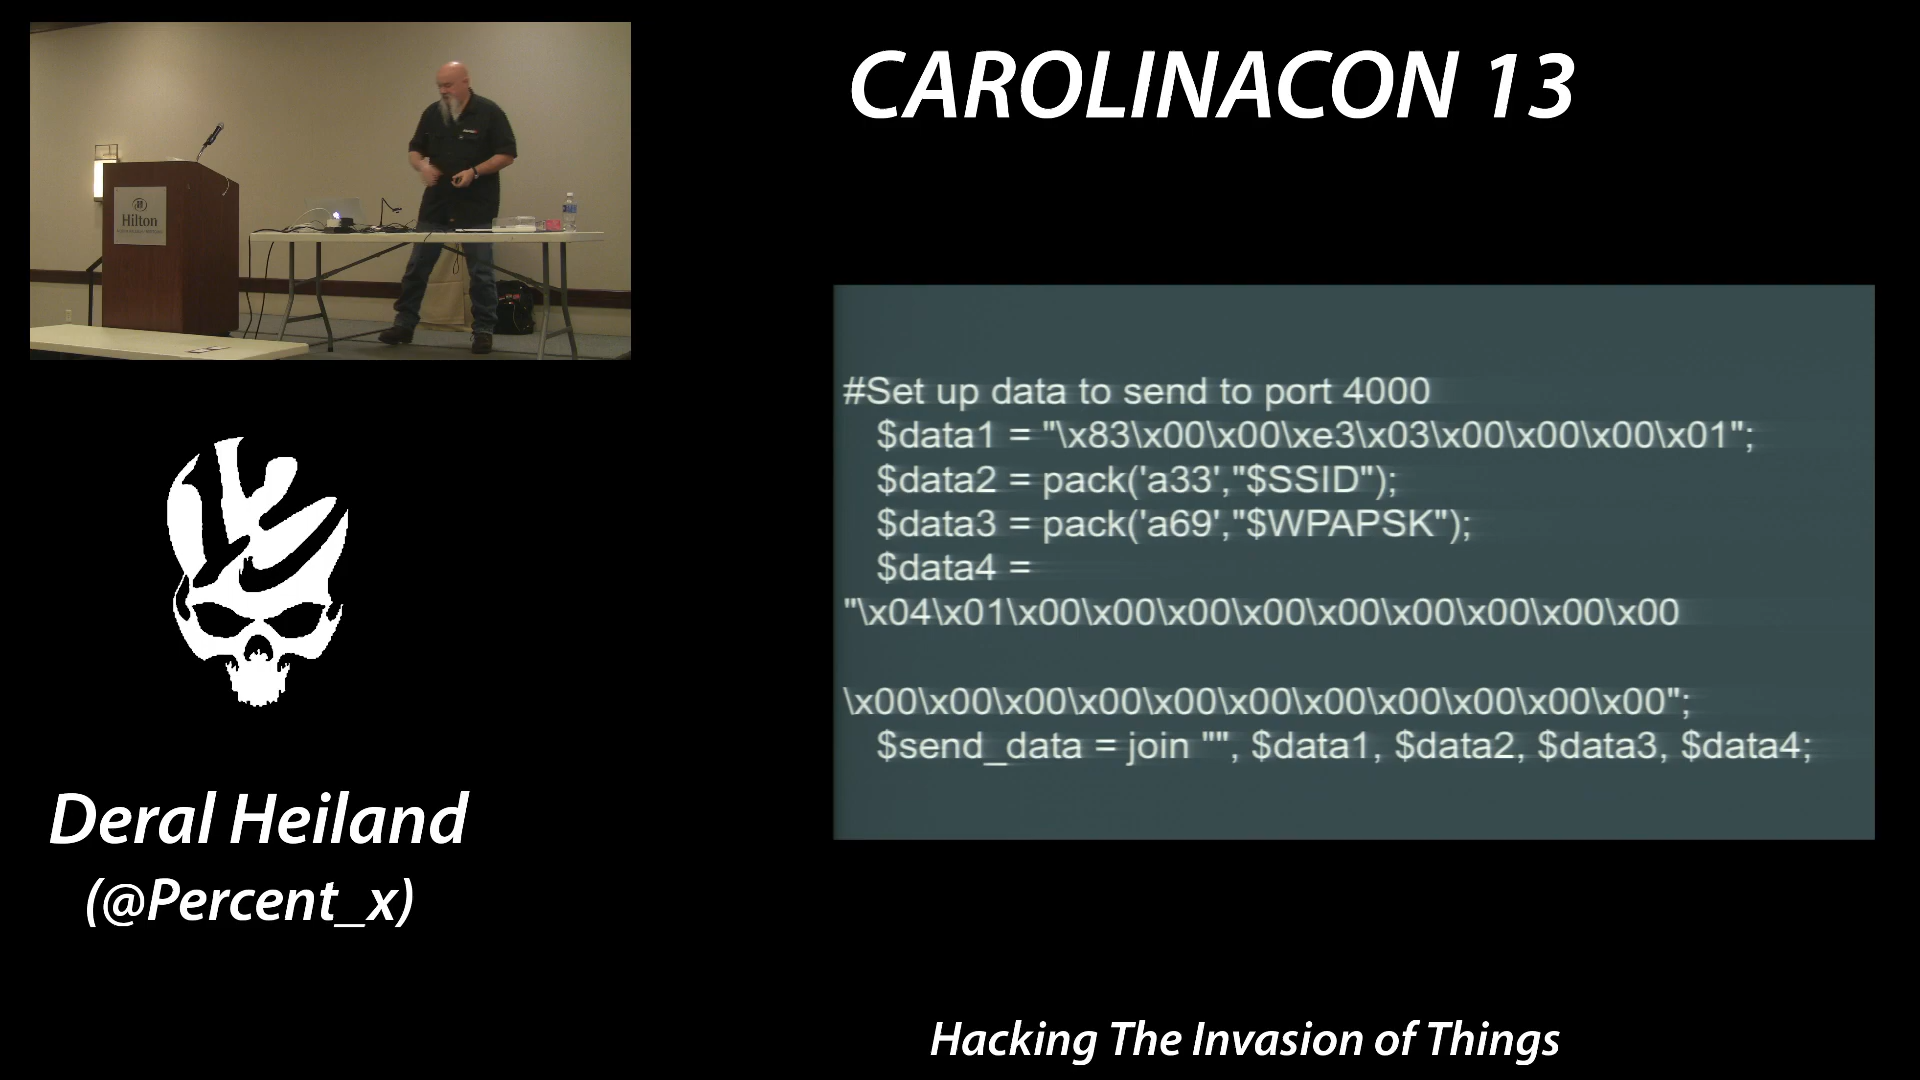 CAROLINACON 13
Hilton
#Set up data to send to port 4000
$data1 = "\x83\x00\x00\xe3\x03\x00\x00\x00\x01";
$data2 = pack('a33',"$SSID");
$data3 = pack('a69',"$WPAPSK");
$data4 =
"\x04\x01\x00\x00\x00\x00\x00\x00\x00\x00\x00
\x00\x00\x00\x00\x00\x00\x00\x00\x00\x00\x00";
$send_data = join "", $data1, $data2, $data3, $data4;
Deral Heiland
(@Percent_x)
Hacking The Invasion of Things